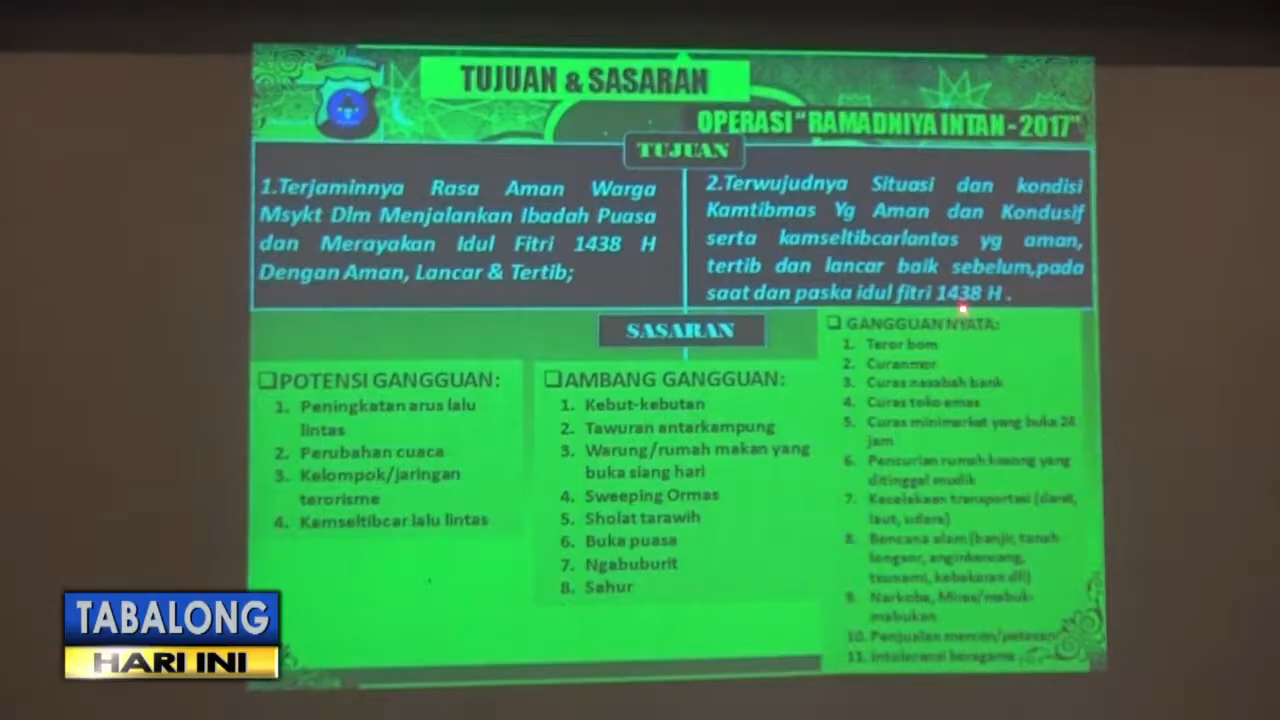 TUJUAN & SASARAN
OPERASI "RAMADNIYA INTAN - 2017"
TUJUAN
1.Terjaminnya Rasa Aman Warga
Msykt Dlm Menjalankan Ibadah Puasa
dan Merayakan Idul Fitri 1438 H
Dengan Aman, Lancar & Tertib;
2.Terwujudnya Situasi dan kondisi
Kamtibmas Yg Aman dan Kondusif
serta kamseltibcarlantas yg aman,
tertib dan lancar baik sebelum,pada
saat dan paska idul fitri 1438 H .
SASARAN
POTENSI GANGGUAN:
1. Peningkatan arus lalu
lintas
2. Perubahan cuaca
3. Kelompok/jaringan
terorisme
4. Kamseltibcar lalu lintas
AMBANG GANGGUAN:
1. Kebut-kebutan
2. Tawuran antarkampung
3. Warung/rumah makan yang
buka siang hari
4. Sweeping Ormas
5. Sholat tarawih
6. Buka puasa
7. Ngabuburit
8. Sahur
GANGGUAN NYATA:
1. Teror bom
2. Curanmor
3. Curas nasabah bank
4. Curas toko emas
5. Curas minimarket yang buka 24
jam
6. Pencurian rumah kosong yang
ditinggal mudik
7. Kecelakaan transportasi (darat,
laut, udara)
8. Bencana alam (banjir, tanah
longsor, anginkencang,
tsunami, kebakaran dll)
9. Narkoba, Miras/mabuk-
mabukan
10. Penjualan mercon/petasan
11. Intoleransi beragama
TABALONG
HARI INI